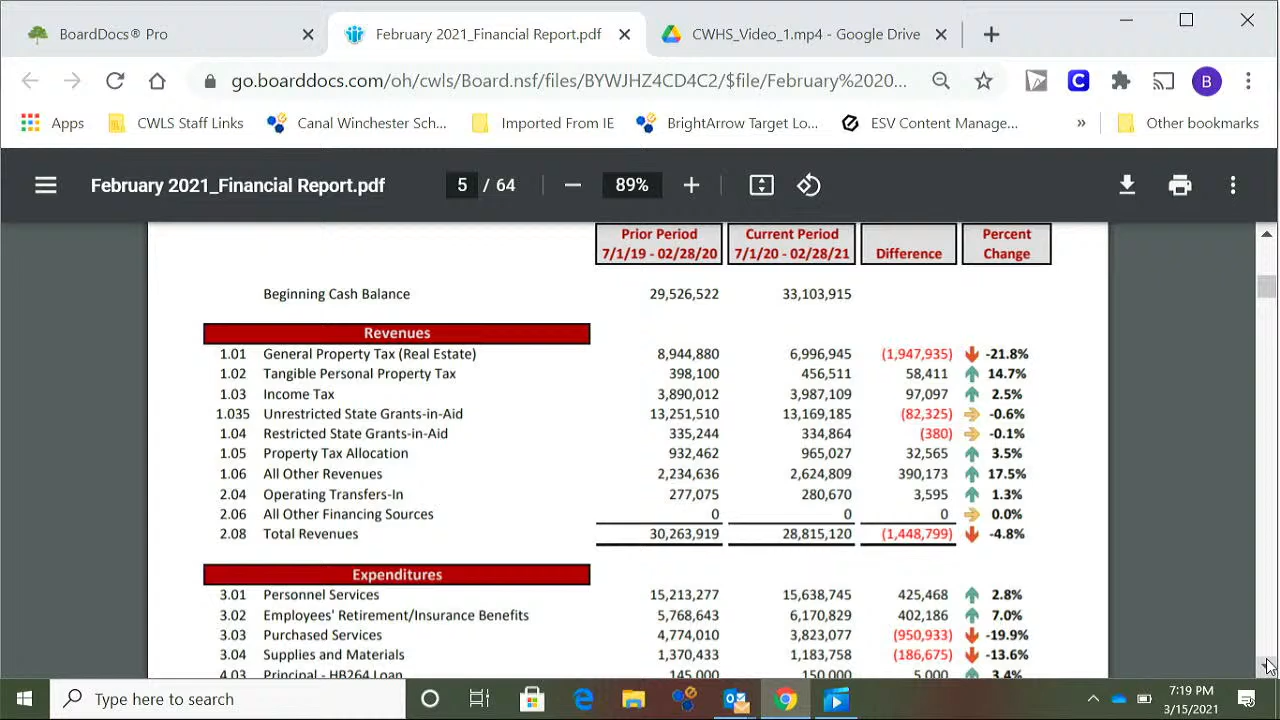 BoardDocs® Pro
February 2021_Financial Report.pdf
CWHS_Video_1.mp4 - Google Drive
go.boarddocs.com/oh/cwls/Board.nsf/files/BYWJHZ4CD4C2/$file/February%2020...
B
Apps
CWLS Staff Links
Canal Winchester Sch...
Imported From IE
BrightArrow Target Lo...
ESV Content Manage...
»
Other bookmarks
February 2021_Financial Report.pdf
5 / 64
89%
Prior Period Current Period Percent
7/1/19 - 02/28/20 7/1/20 - 02/28/21 Difference Change
Beginning Cash Balance 29,526,522 33,103,915
Revenues
1.01 General Property Tax (Real Estate) 8,944,880 6,996,945 (1,947,935) -21.8%
1.02 Tangible Personal Property Tax 398,100 456,511 58,411 14.7%
1.03 Income Tax 3,890,012 3,987,109 97,097 2.5%
1.035 Unrestricted State Grants-in-Aid 13,251,510 13,169,185 (82,325) -0.6%
1.04 Restricted State Grants-in-Aid 335,244 334,864 (380) -0.1%
1.05 Property Tax Allocation 932,462 965,027 32,565 3.5%
1.06 All Other Revenues 2,234,636 2,624,809 390,173 17.5%
2.04 Operating Transfers-In 277,075 280,670 3,595 1.3%
2.06 All Other Financing Sources 0 0 0 0.0%
2.08 Total Revenues 30,263,919 28,815,120 (1,448,799) -4.8%
Expenditures
3.01 Personnel Services 15,213,277 15,638,745 425,468 2.8%
3.02 Employees' Retirement/Insurance Benefits 5,768,643 6,170,829 402,186 7.0%
3.03 Purchased Services 4,774,010 3,823,077 (950,933) -19.9%
3.04 Supplies and Materials 1,370,433 1,183,758 (186,675) -13.6%
4.03 Principal - HB264 Loan 145,000 150,000 5,000 3.4%
Type here to search
7:19 PM
3/15/2021